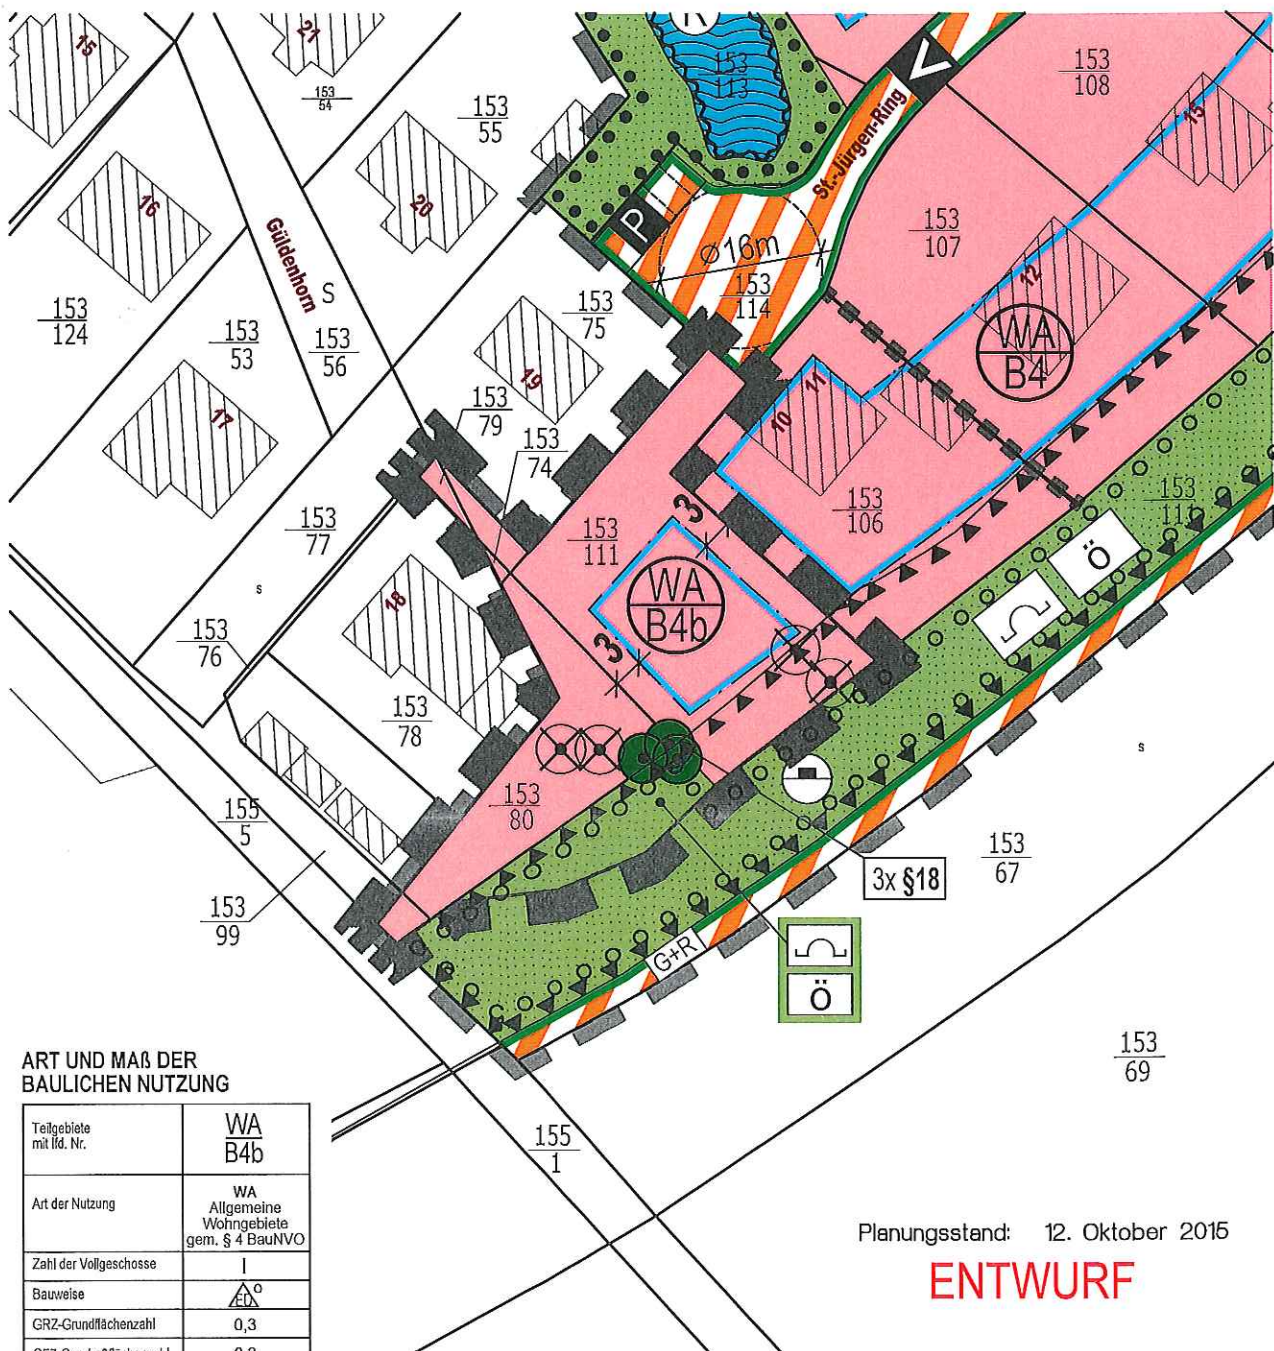 15
21
R
153
54
153
55
153
113
V
153
108
15
St.-Jürgen-Ring
16
20
P
Güldenhorn
S
153
107
ø16m
12
153
124
153
53
153
56
153
75
153
114
WA
B4
19
11
10
17
153
79
153
74
153
106
153
77
153
111
3
Ö
s
WA
B4b
18
153
76
3
153
78
s
153
80
155
5
153
67
3x §18
153
99
G+R
Ö
153
69
155
1
ART UND MAß DER
BAULICHEN NUTZUNG
Teilgebiete
mit lfd. Nr.
WA
B4b
Art der Nutzung
WA
Allgemeine
Wohngebiete
gem. § 4 BauNVO
Zahl der Vollgeschosse
I
Bauweise
ED
o
GRZ-Grundflächenzahl
0,3
Planungsstand: 12. Oktober 2015
ENTWURF